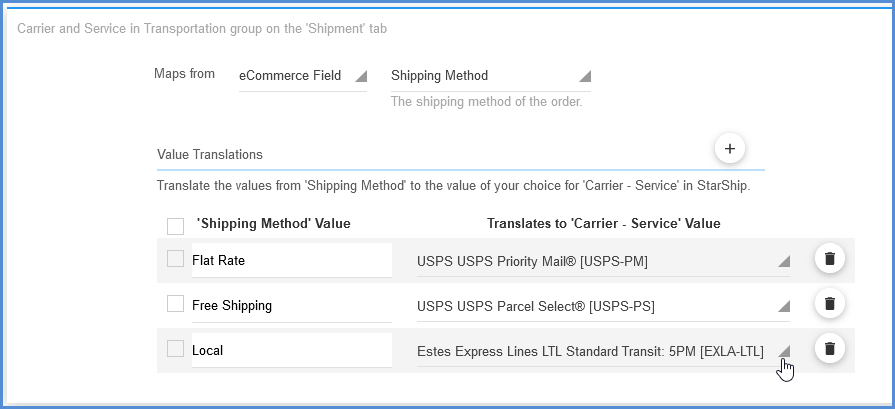 Carrier and Service in Transportation group on the 'Shipment' tab
Maps from eCommerce Field Shipping Method
The shipping method of the order.
Value Translations +
Translate the values from 'Shipping Method' to the value of your choice for 'Carrier - Service' in StarShip.
'Shipping Method' Value Translates to 'Carrier - Service' Value
Flat Rate USPS USPS Priority Mail® [USPS-PM]
Free Shipping USPS USPS Parcel Select® [USPS-PS]
Local Estes Express Lines LTL Standard Transit: 5PM [EXLA-LTL]